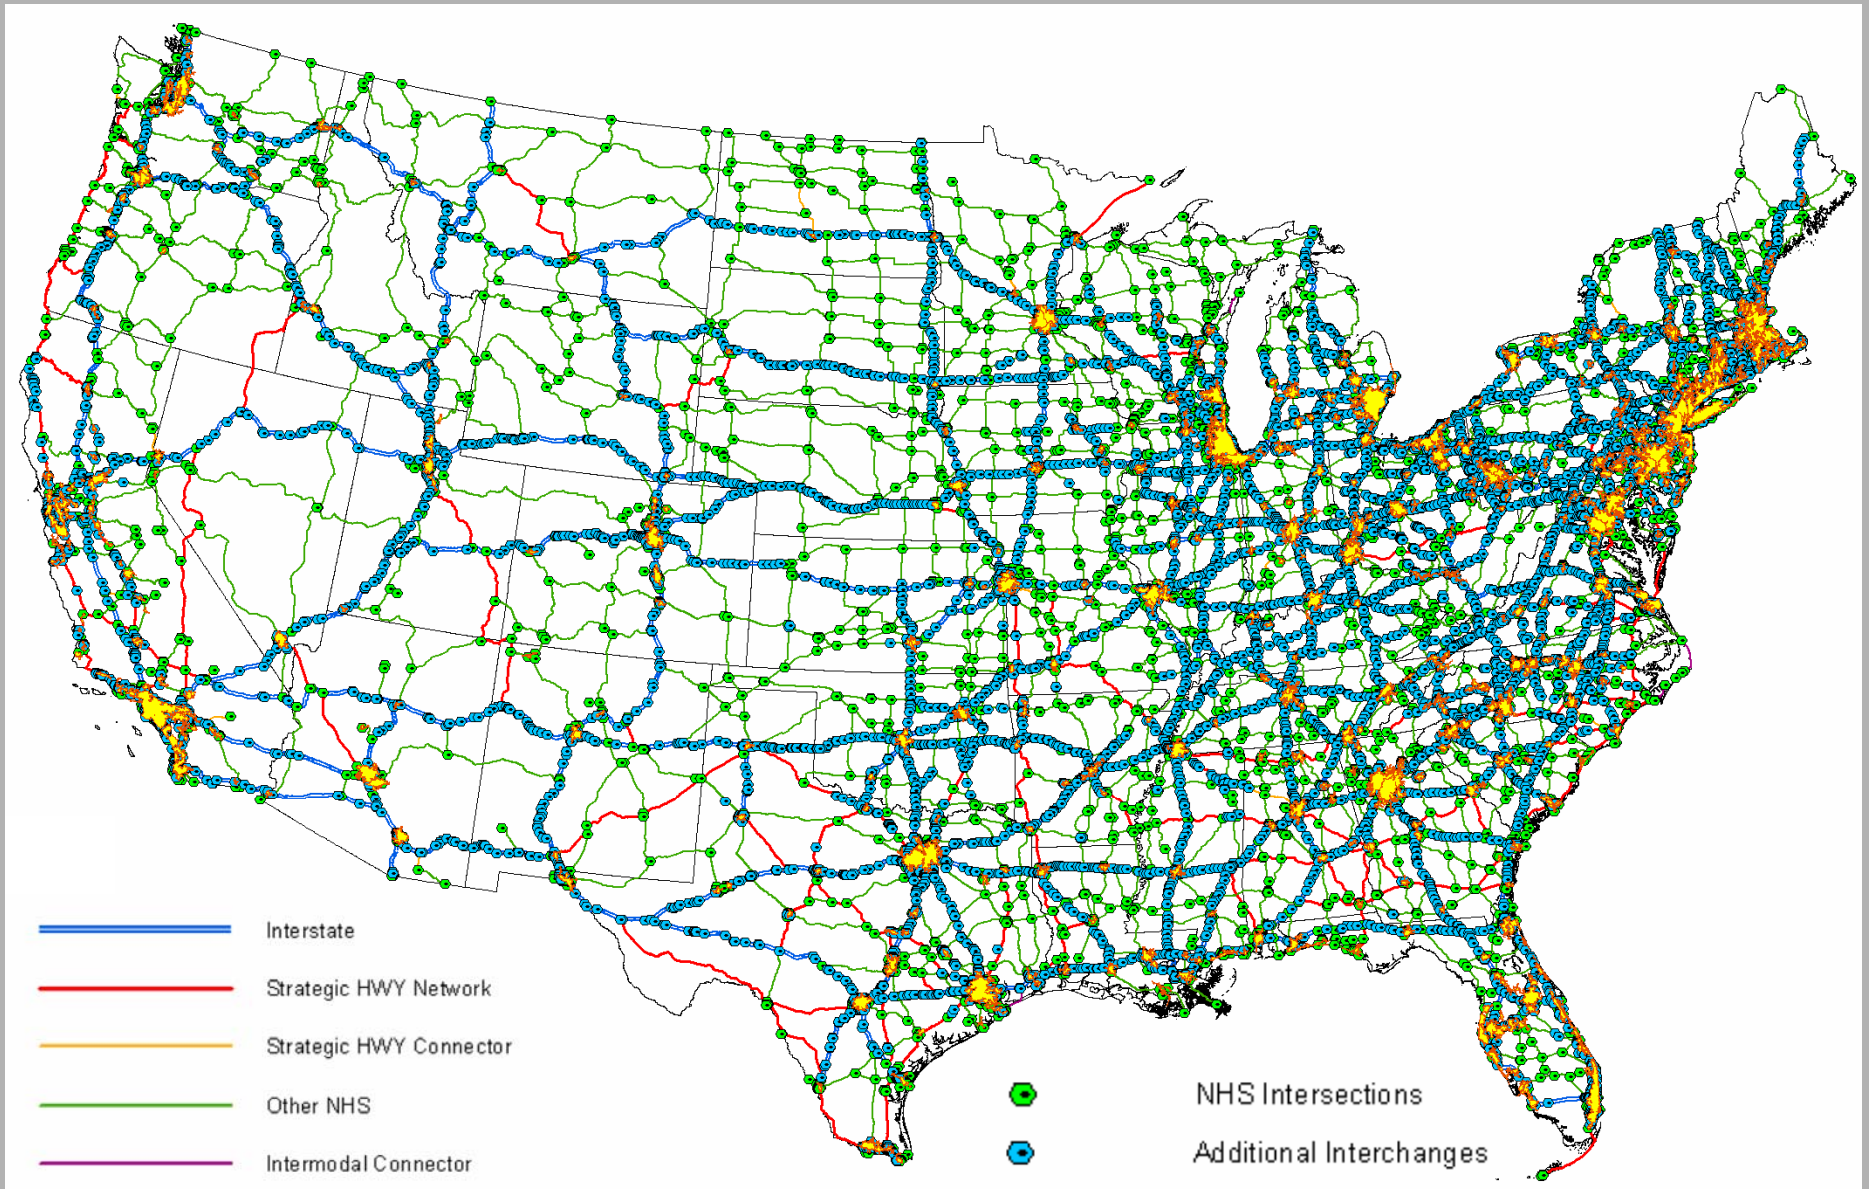 Interstate
Strategic HWY Network
Strategic HWY Connector
Other NHS
Intermodal Connector
NHS Intersections
Additional Interchanges